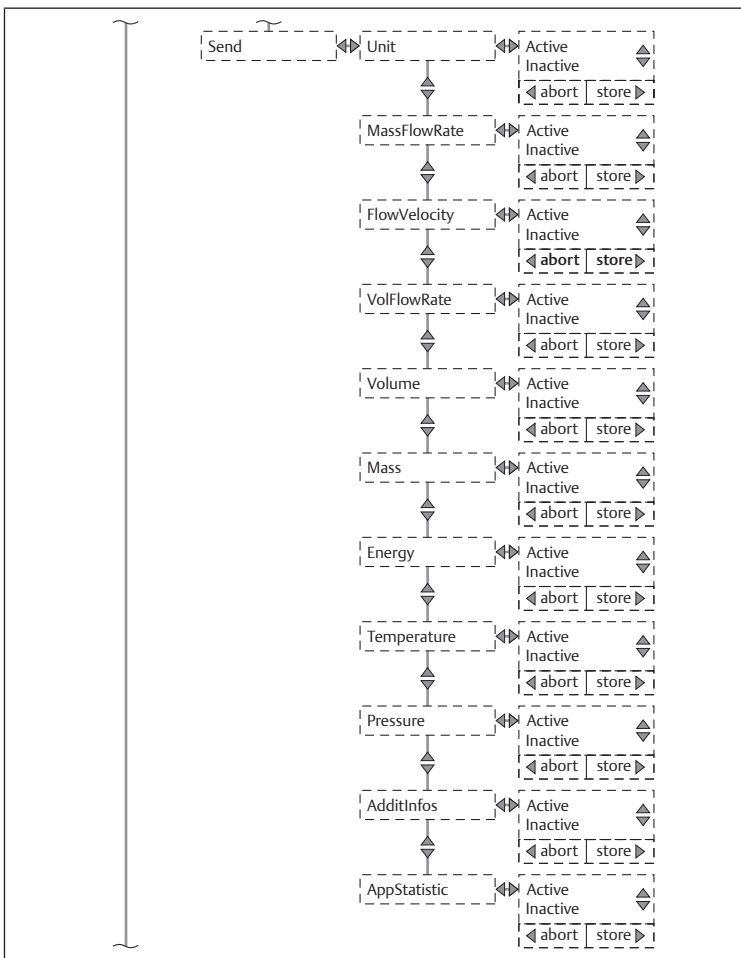 Send Unit Active
Inactive
abort store
MassFlowRate Active
Inactive
abort store
FlowVelocity Active
Inactive
abort store
VolFlowRate Active
Inactive
abort store
Volume Active
Inactive
abort store
Mass Active
Inactive
abort store
Energy Active
Inactive
abort store
Temperature Active
Inactive
abort store
Pressure Active
Inactive
abort store
AdditInfos Active
Inactive
abort store
AppStatistic Active
Inactive
abort store